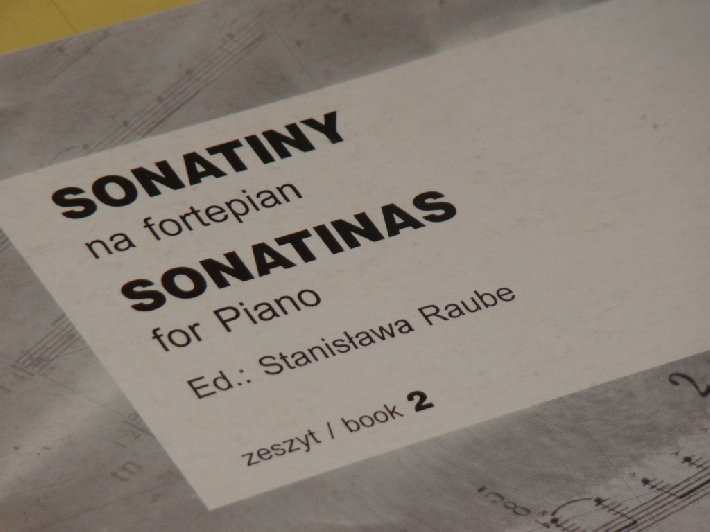 SONATINY
na fortepian
SONATINAS
for Piano
Ed.: Stanisława Raube
zeszyt / book 2